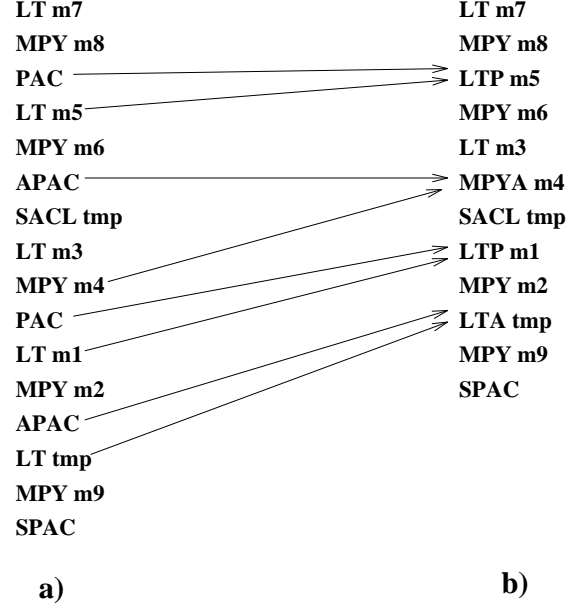 LT m7
MPY m8
PAC
LT m5
MPY m6
APAC
SACL tmp
LT m3
MPY m4
PAC
LT m1
MPY m2
APAC
LT tmp
MPY m9
SPAC
a)
LT m7
MPY m8
LTP m5
MPY m6
LT m3
MPYA m4
SACL tmp
LTP m1
MPY m2
LTA tmp
MPY m9
SPAC
b)